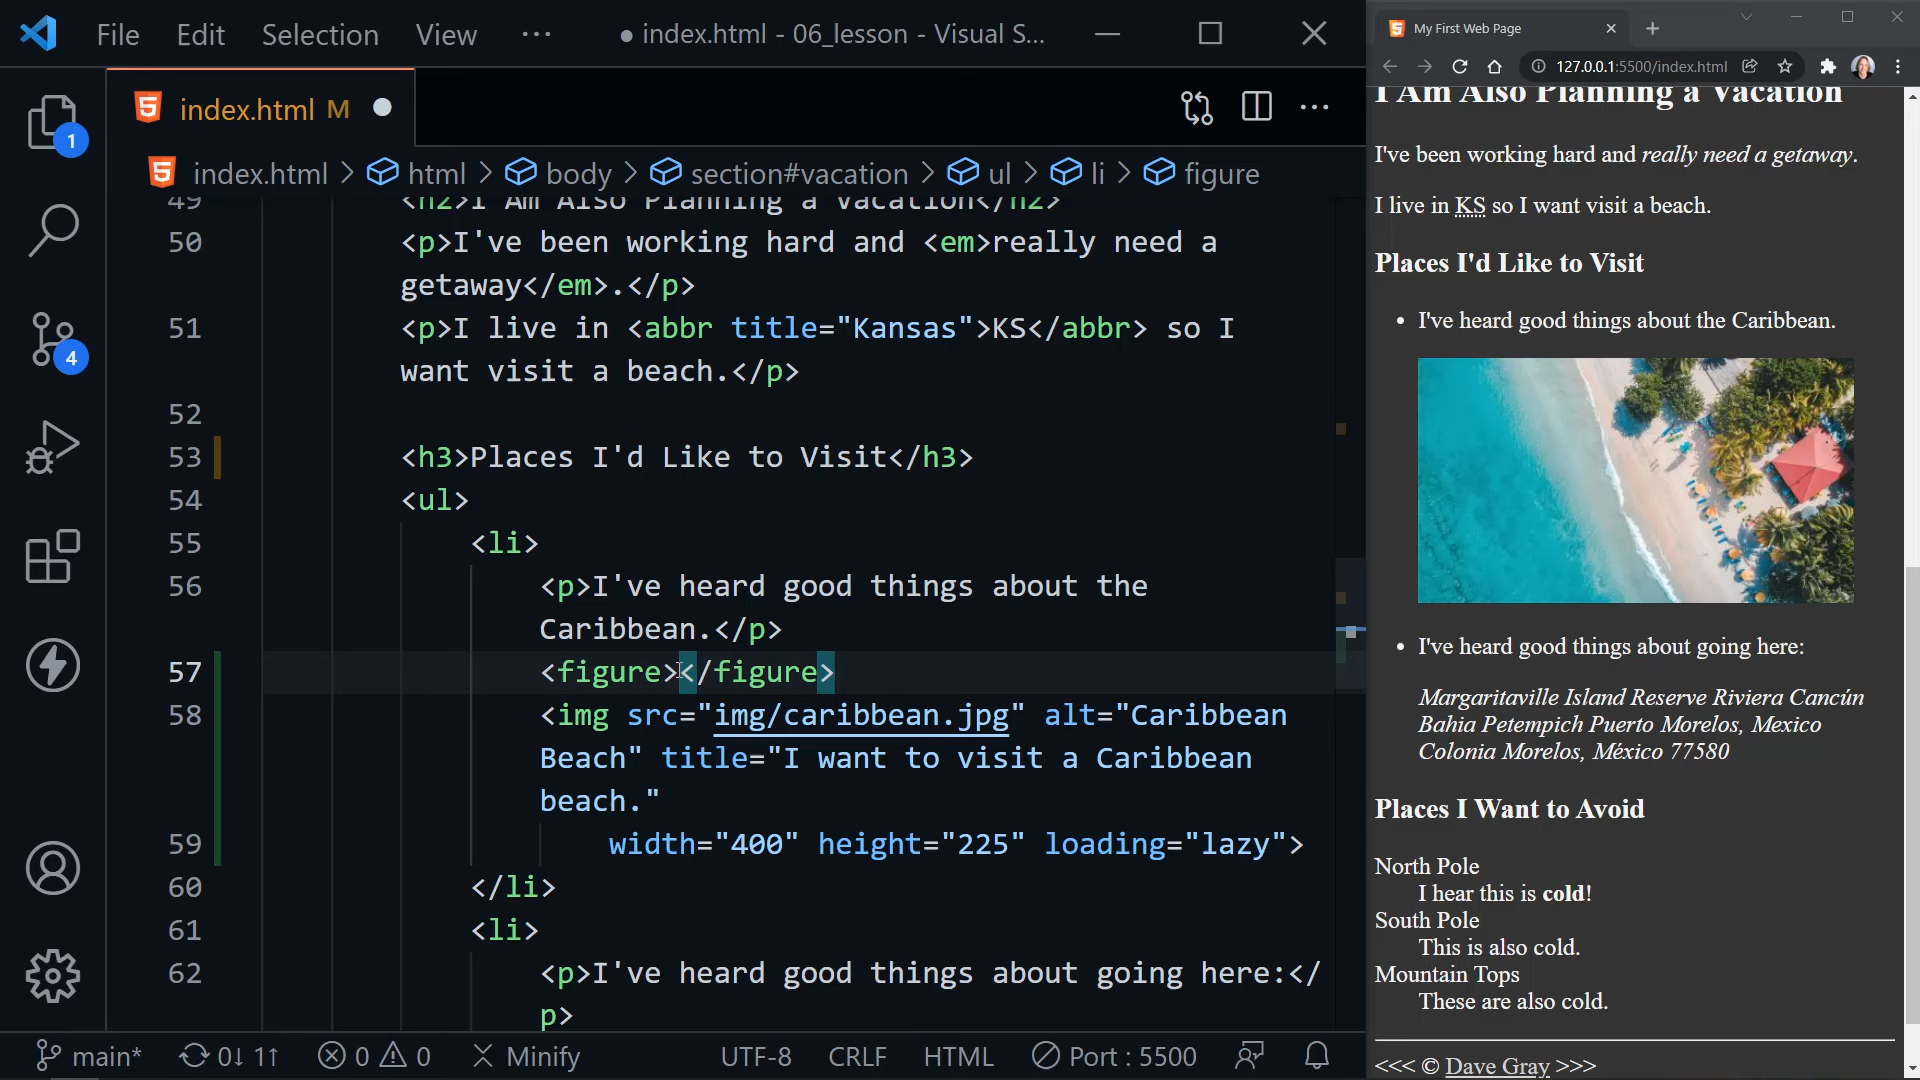 File Edit Selection View ··· ● index.html - 06_lesson - Visual S...
index.html M
index.html > html > body > section#vacation > ul > li > figure
49 <h2>I Am Also Planning a Vacation</h2>
50 <p>I've been working hard and <em>really need a
getaway</em>.</p>
51 <p>I live in <abbr title="Kansas">KS</abbr> so I
want visit a beach.</p>
52
53 <h3>Places I'd Like to Visit</h3>
54 <ul>
55 <li>
56 <p>I've heard good things about the
Caribbean.</p>
57 <figure></figure>
58 <img src="img/caribbean.jpg" alt="Caribbean
Beach" title="I want to visit a Caribbean
beach."
59 width="400" height="225" loading="lazy">
60 </li>
61 <li>
62 <p>I've heard good things about going here:</
p>
1
4
main* 0↓ 1↑ 0 0 Minify UTF-8 CRLF HTML Port : 5500
My First Web Page
127.0.0.1:5500/index.html
I Am Also Planning a Vacation
I've been working hard and really need a getaway.
I live in KS so I want visit a beach.
Places I'd Like to Visit
• I've heard good things about the Caribbean.
• I've heard good things about going here:
Margaritaville Island Reserve Riviera Cancún
Bahia Petempich Puerto Morelos, Mexico
Colonia Morelos, México 77580
Places I Want to Avoid
North Pole
I hear this is cold!
South Pole
This is also cold.
Mountain Tops
These are also cold.
<<< © Dave Gray >>>